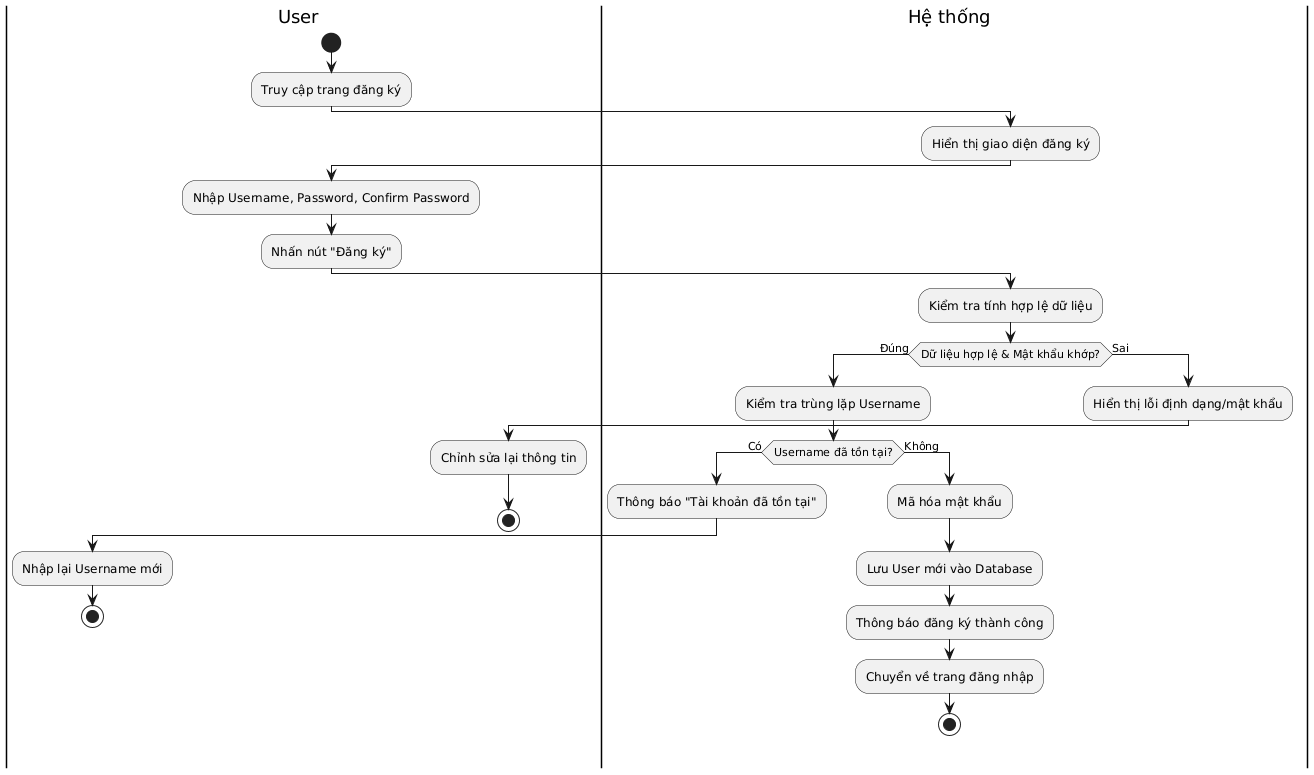 User
Hệ thống
Truy cập trang đăng ký
Hiển thị giao diện đăng ký
Nhập Username, Password, Confirm Password
Nhấn nút "Đăng ký"
Kiểm tra tính hợp lệ dữ liệu
Đúng
Dữ liệu hợp lệ & Mật khẩu khớp?
Sai
Kiểm tra trùng lặp Username
Hiển thị lỗi định dạng/mật khẩu
Chỉnh sửa lại thông tin
Có
Username đã tồn tại?
Không
Thông báo "Tài khoản đã tồn tại"
Mã hóa mật khẩu
Nhập lại Username mới
Lưu User mới vào Database
Thông báo đăng ký thành công
Chuyển về trang đăng nhập